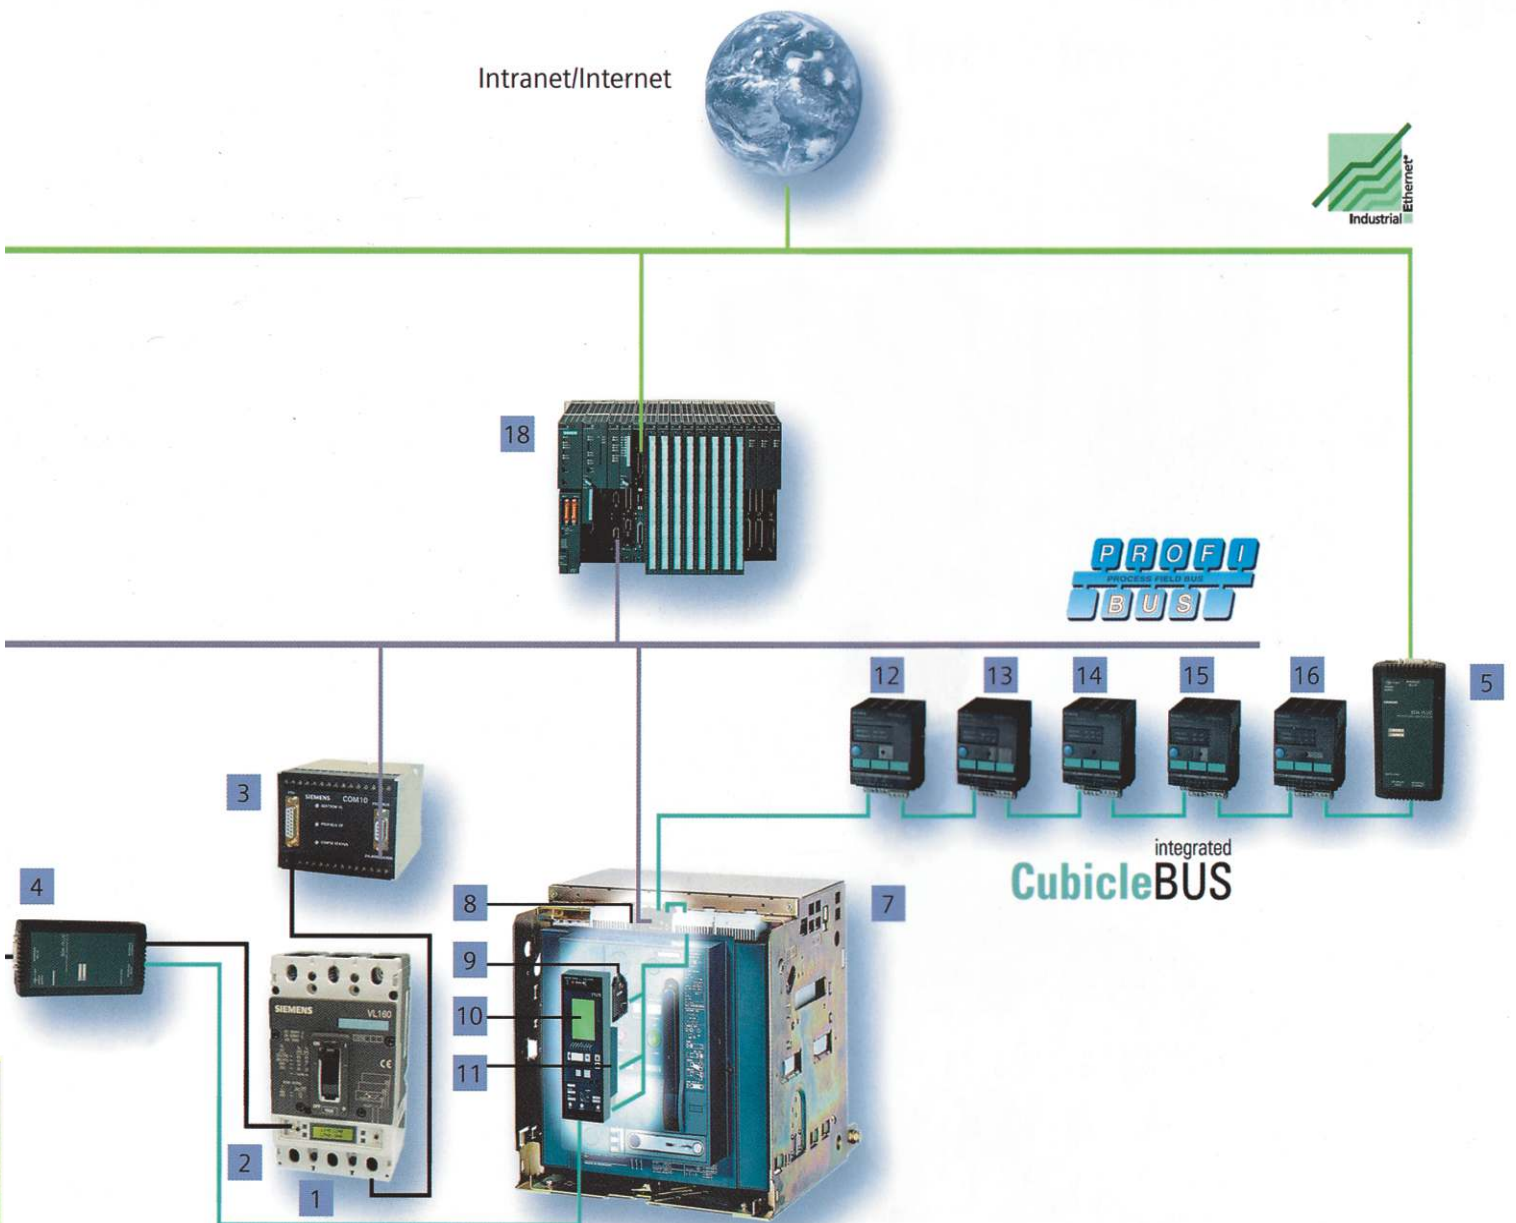 Intranet/Internet
Industrial
Ethernet
18
PROFI
PROCESS FIELD BUS
BUS
12
13
14
15
16
5
3
SIEMENS COM10
4
integrated
CubicleBUS
8
7
9
SIEMENS
VL160
10
11
2
1